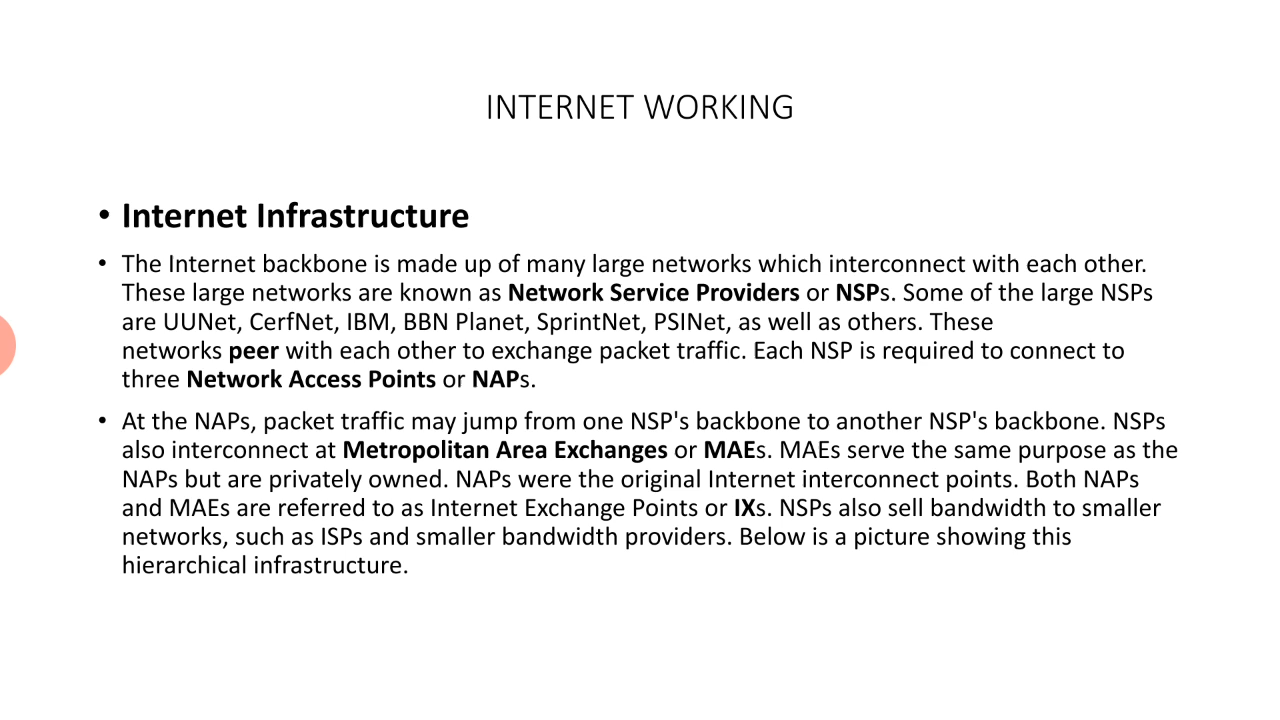 INTERNET WORKING
• Internet Infrastructure
• The Internet backbone is made up of many large networks which interconnect with each other.
These large networks are known as Network Service Providers or NSPs. Some of the large NSPs
are UUNet, CerfNet, IBM, BBN Planet, SprintNet, PSINet, as well as others. These
networks peer with each other to exchange packet traffic. Each NSP is required to connect to
three Network Access Points or NAPs.
• At the NAPs, packet traffic may jump from one NSP's backbone to another NSP's backbone. NSPs
also interconnect at Metropolitan Area Exchanges or MAEs. MAEs serve the same purpose as the
NAPs but are privately owned. NAPs were the original Internet interconnect points. Both NAPs
and MAEs are referred to as Internet Exchange Points or IXs. NSPs also sell bandwidth to smaller
networks, such as ISPs and smaller bandwidth providers. Below is a picture showing this
hierarchical infrastructure.